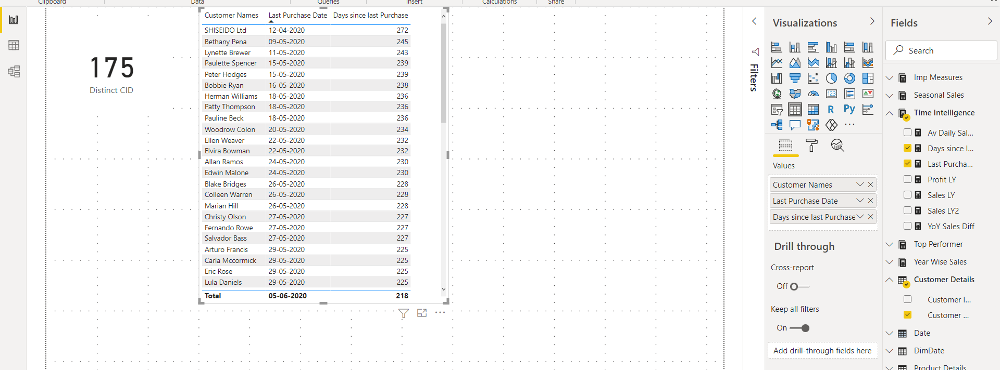 Clipboard Data Queries Insert Calculations Share
175
Distinct CID
Customer Names Last Purchase Date Days since last Purchase
SHISEIDO Ltd 12-04-2020 272
Bethany Pena 09-05-2020 245
Lynette Brewer 11-05-2020 243
Paulette Spencer 15-05-2020 239
Peter Hodges 15-05-2020 239
Bobbie Ryan 16-05-2020 238
Herman Williams 18-05-2020 236
Patty Thompson 18-05-2020 236
Pauline Beck 18-05-2020 236
Woodrow Colon 20-05-2020 234
Ellen Weaver 22-05-2020 232
Elvira Bowman 22-05-2020 232
Allan Ramos 24-05-2020 230
Edwin Malone 24-05-2020 230
Blake Bridges 26-05-2020 228
Colleen Warren 26-05-2020 228
Marian Hill 26-05-2020 228
Christy Olson 27-05-2020 227
Fernando Rowe 27-05-2020 227
Salvador Bass 27-05-2020 227
Arturo Francis 29-05-2020 225
Carla Mccormick 29-05-2020 225
Eric Rose 29-05-2020 225
Lula Daniels 29-05-2020 225
Total 05-06-2020 218
Filters
Visualizations
123
R Py
Values
Customer Names
Last Purchase Date
Days since last Purchase
Drill through
Cross-report
Off
Keep all filters
On
Add drill-through fields here
Fields
Search
Imp Measures
Seasonal Sales
Time Intelligence
Av Daily Sal...
Days since l...
Last Purcha...
Profit LY
Sales LY
Sales LY2
YoY Sales Diff
Top Performer
Year Wise Sales
Customer Details
Customer I...
Customer ...
Date
DimDate
Product Details